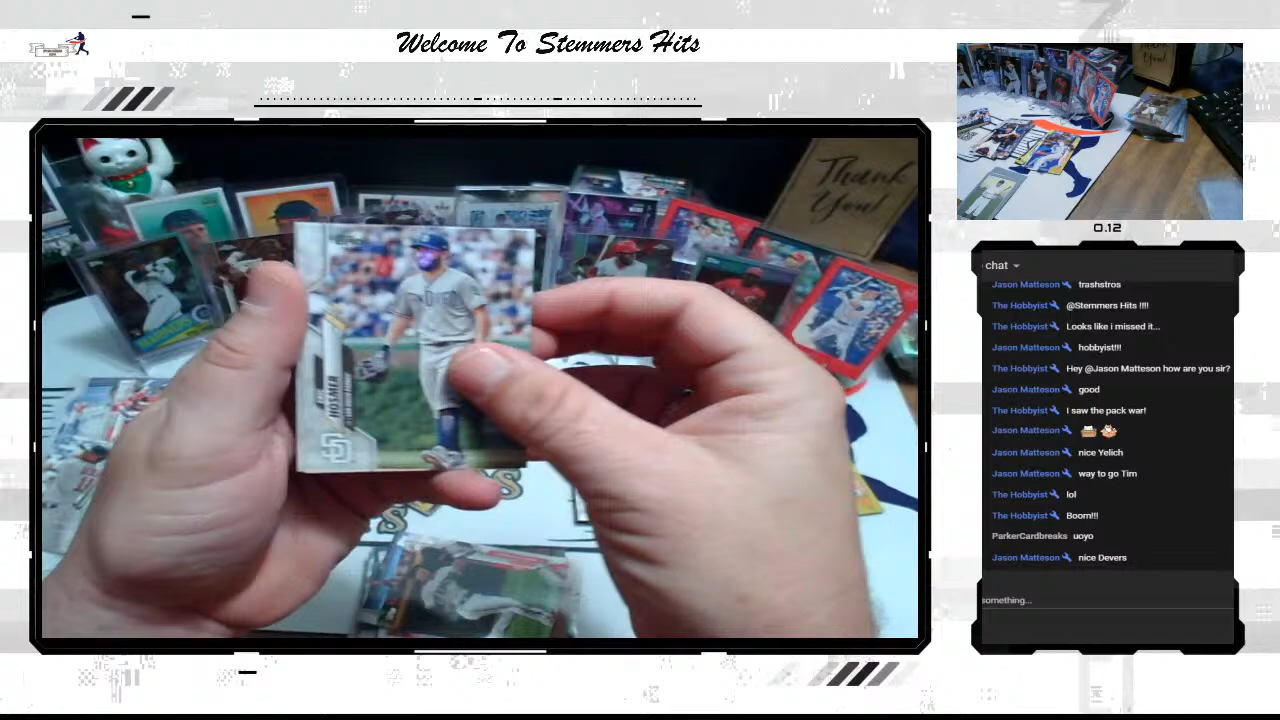 Welcome To Stemmers Hits
Thank
You!
HOSMER
SD
0.12
chat
Jason Matteson trashstros
The Hobbyist @Stemmers Hits !!!!
The Hobbyist Looks like i missed it...
Jason Matteson hobbyist!!!
The Hobbyist Hey @Jason Matteson how are you sir?
Jason Matteson good
The Hobbyist I saw the pack war!
Jason Matteson
Jason Matteson nice Yelich
Jason Matteson way to go Tim
The Hobbyist lol
The Hobbyist Boom!!!
ParkerCardbreaks uoyo
Jason Matteson nice Devers
something...